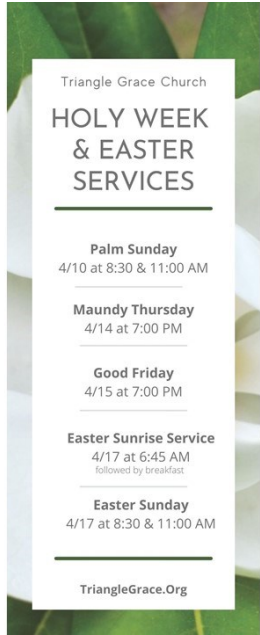 Triangle Grace Church
HOLY WEEK
& EASTER
SERVICES
Palm Sunday
4/10 at 8:30 & 11:00 AM
Maundy Thursday
4/14 at 7:00 PM
Good Friday
4/15 at 7:00 PM
Easter Sunrise Service
4/17 at 6:45 AM
followed by breakfast
Easter Sunday
4/17 at 8:30 & 11:00 AM
TriangleGrace.Org